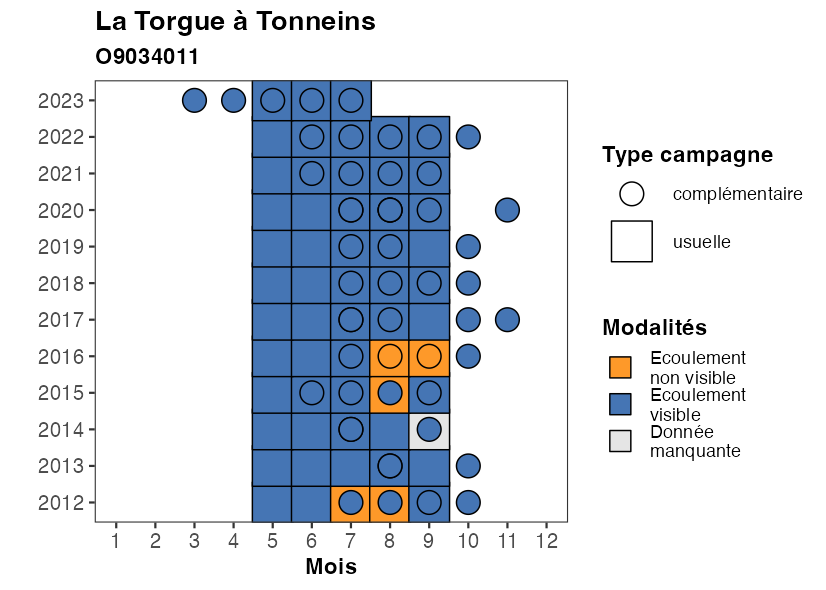 La Torgue à Tonneins
O9034011
2023
2022
2021
2020
2019
2018
2017
2016
2015
2014
2013
2012
1 2 3 4 5 6 7 8 9 10 11 12
Mois
Type campagne
complémentaire
usuelle
Modalités
Ecoulement
non visible
Ecoulement
visible
Donnée
manquante